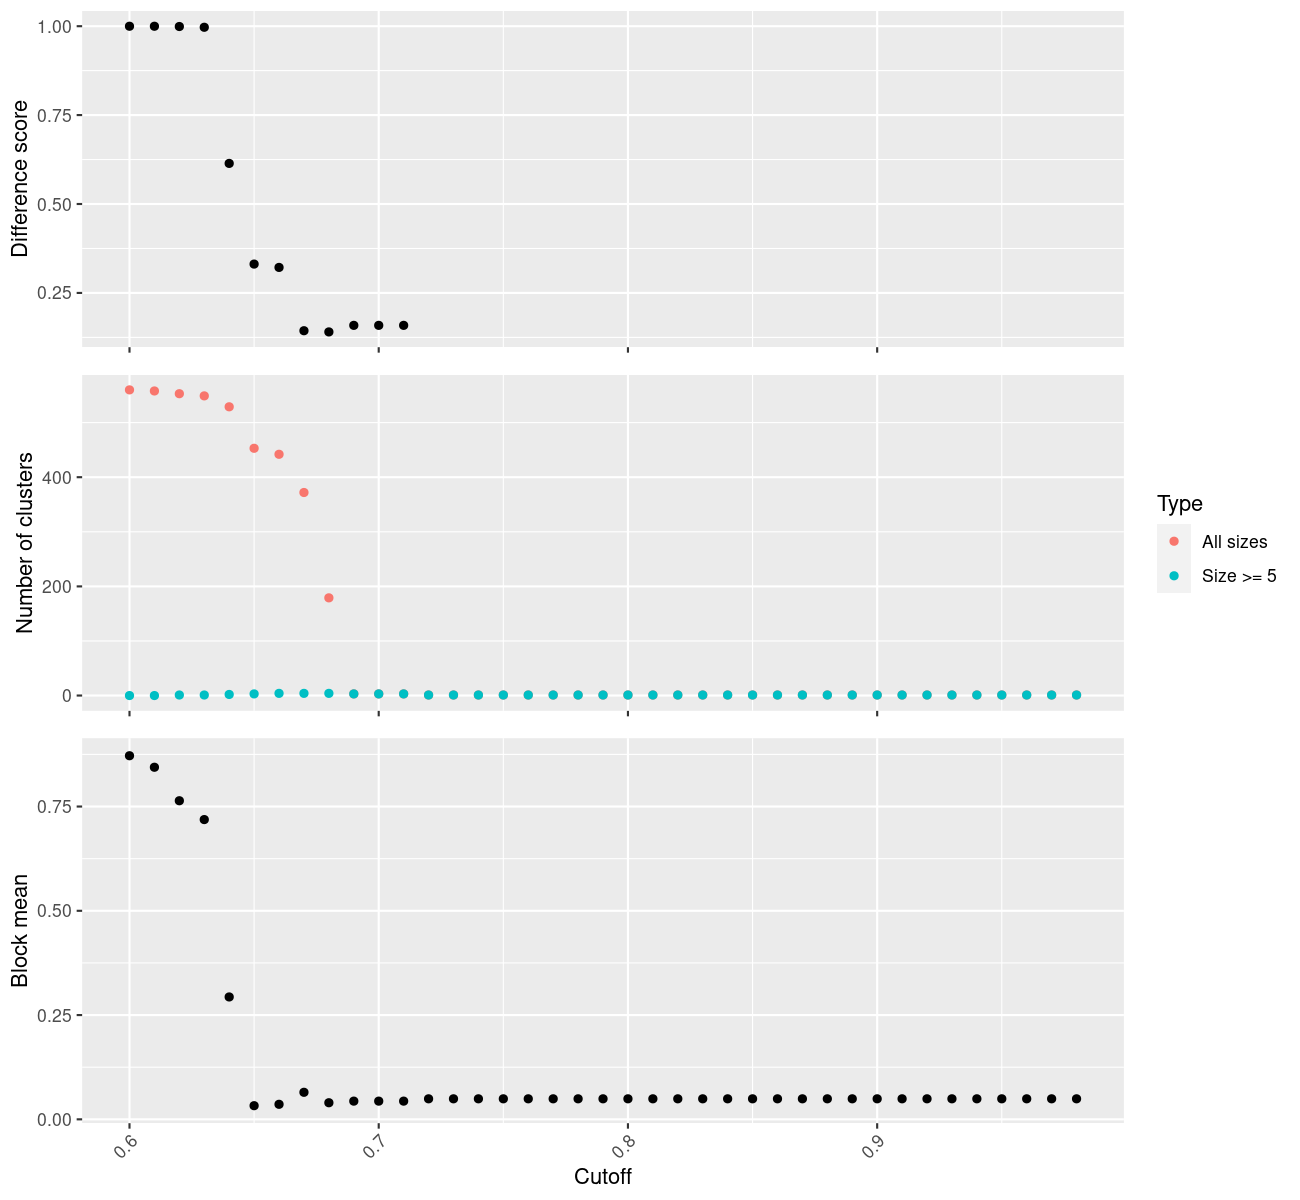 Difference score
1.00
0.75
0.50
0.25
Number of clusters
400
200
0
Type
All sizes
Size >= 5
Block mean
0.75
0.50
0.25
0.00
0.6
0.7
0.8
0.9
Cutoff